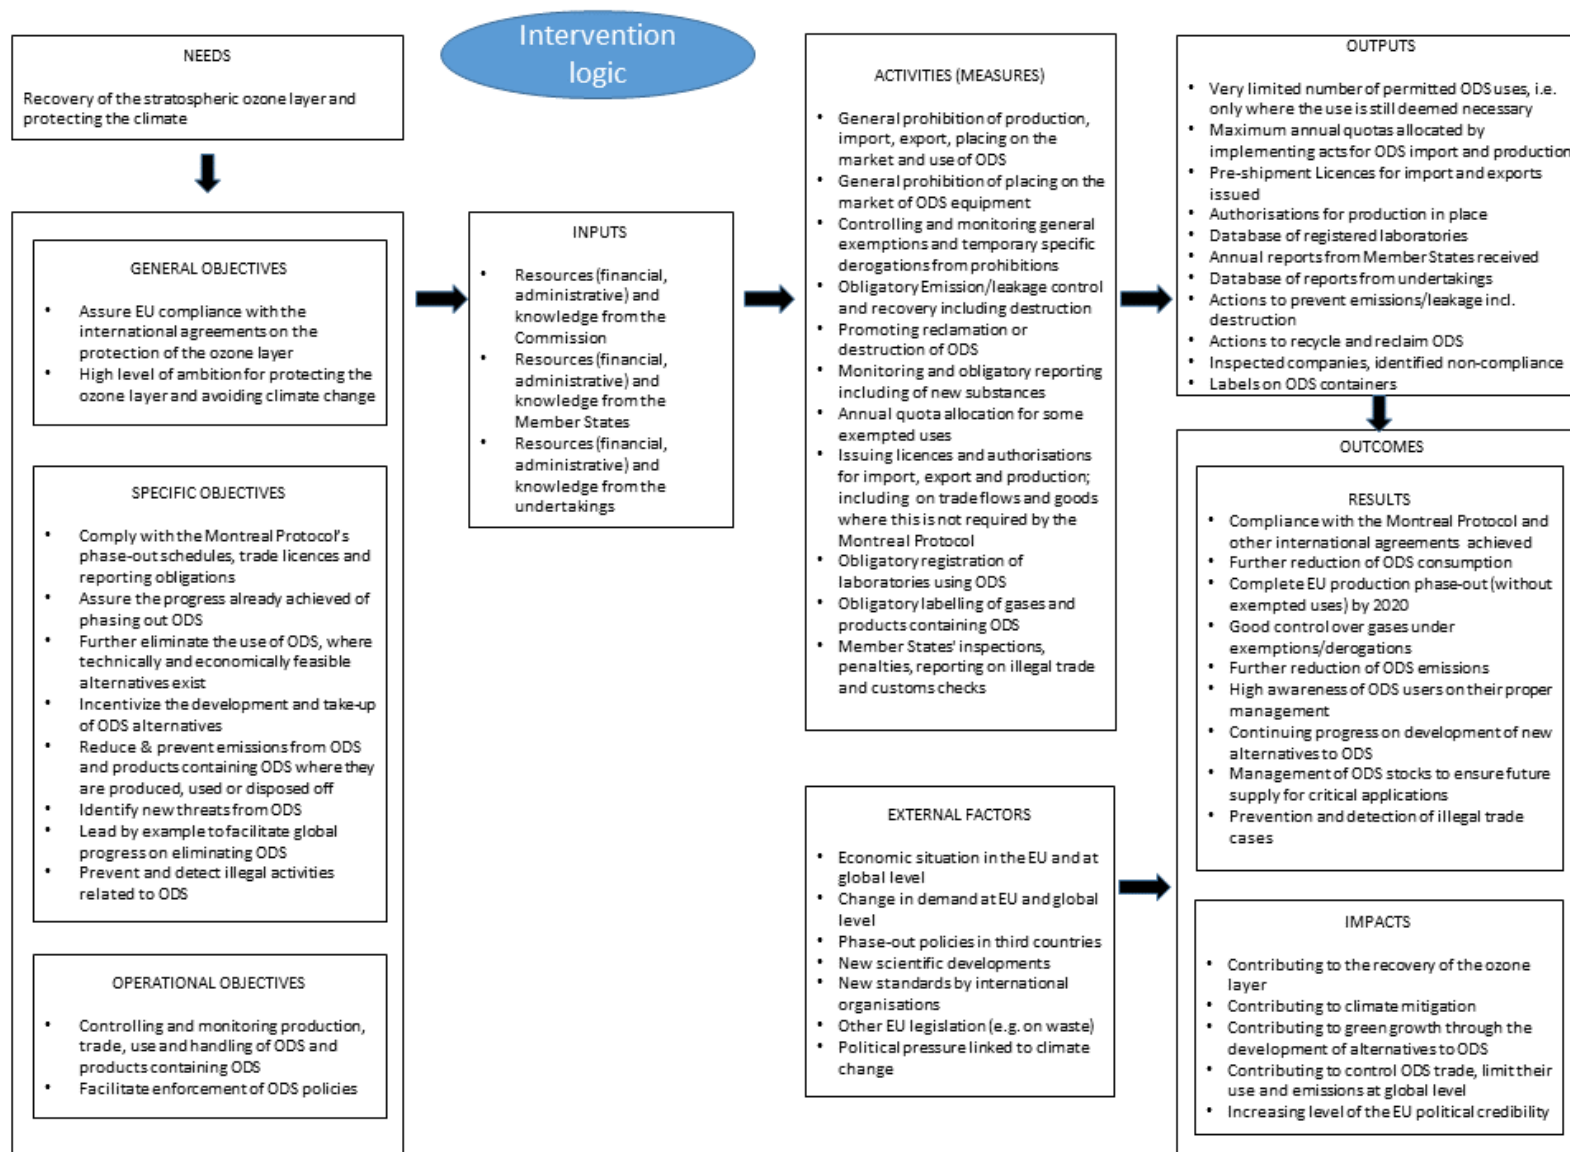 Intervention
logic
NEEDS
Recovery of the stratospheric ozone layer and
protecting the climate
GENERAL OBJECTIVES
• Assure EU compliance with the
international agreements on the
protection of the ozone layer
• High level of ambition for protecting the
ozone layer and avoiding climate change
SPECIFIC OBJECTIVES
• Comply with the Montreal Protocol's
phase-out schedules, trade licences and
reporting obligations
• Assure the progress already achieved of
phasing out ODS
• Further eliminate the use of ODS, where
technically and economically feasible
alternatives exist
• Incentivize the development and take-up
of ODS alternatives
• Reduce & prevent emissions from ODS
and products containing ODS where they
are produced, used or disposed off
• Identify new threats from ODS
• Lead by example to facilitate global
progress on eliminating ODS
• Prevent and detect illegal activities
related to ODS
OPERATIONAL OBJECTIVES
• Controlling and monitoring production,
trade, use and handling of ODS and
products containing ODS
• Facilitate enforcement of ODS policies
INPUTS
• Resources (financial,
administrative) and
knowledge from the
Commission
• Resources (financial,
administrative) and
knowledge from the
Member States
• Resources (financial,
administrative) and
knowledge from the
undertakings
ACTIVITIES (MEASURES)
• General prohibition of production,
import, export, placing on the
market and use of ODS
• General prohibition of placing on the
market of ODS equipment
• Controlling and monitoring general
exemptions and temporary specific
derogations from prohibitions
• Obligatory Emission/leakage control
and recovery including destruction
• Promoting reclamation or
destruction of ODS
• Monitoring and obligatory reporting
including of new substances
• Annual quota allocation for some
exempted uses
• Issuing licences and authorisations
for import, export and production;
including on trade flows and goods
where this is not required by the
Montreal Protocol
• Obligatory registration of
laboratories using ODS
• Obligatory labelling of gases and
products containing ODS
• Member States' inspections,
penalties, reporting on illegal trade
and customs checks
EXTERNAL FACTORS
• Economic situation in the EU and at
global level
• Change in demand at EU and global
level
• Phase-out policies in third countries
• New scientific developments
• New standards by international
organisations
• Other EU legislation (e.g. on waste)
• Political pressure linked to climate
change
OUTPUTS
• Very limited number of permitted ODS uses, i.e.
only where the use is still deemed necessary
• Maximum annual quotas allocated by
implementing acts for ODS import and production
• Pre-shipment Licences for import and exports
issued
• Authorisations for production in place
• Database of registered laboratories
• Annual reports from Member States received
• Database of reports from undertakings
• Actions to prevent emissions/leakage incl.
destruction
• Actions to recycle and reclaim ODS
• Inspected companies, identified non-compliance
• Labels on ODS containers
OUTCOMES
RESULTS
• Compliance with the Montreal Protocol and
other international agreements achieved
• Further reduction of ODS consumption
• Complete EU production phase-out (without
exempted uses) by 2020
• Good control over gases under
exemptions/derogations
• Further reduction of ODS emissions
• High awareness of ODS users on their proper
management
• Continuing progress on development of new
alternatives to ODS
• Management of ODS stocks to ensure future
supply for critical applications
• Prevention and detection of illegal trade
cases
IMPACTS
• Contributing to the recovery of the ozone
layer
• Contributing to climate mitigation
• Contributing to green growth through the
development of alternatives to ODS
• Contributing to control ODS trade, limit their
use and emissions at global level
• Increasing level of the EU political credibility